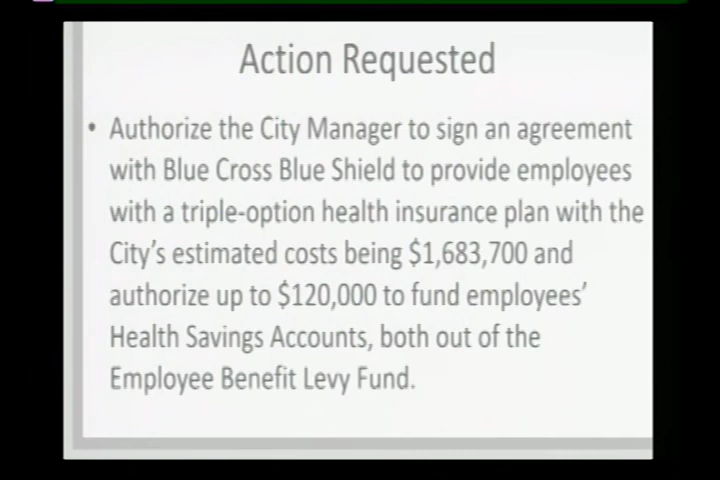 Action Requested
• Authorize the City Manager to sign an agreement
with Blue Cross Blue Shield to provide employees
with a triple-option health insurance plan with the
City's estimated costs being $1,683,700 and
authorize up to $120,000 to fund employees'
Health Savings Accounts, both out of the
Employee Benefit Levy Fund.